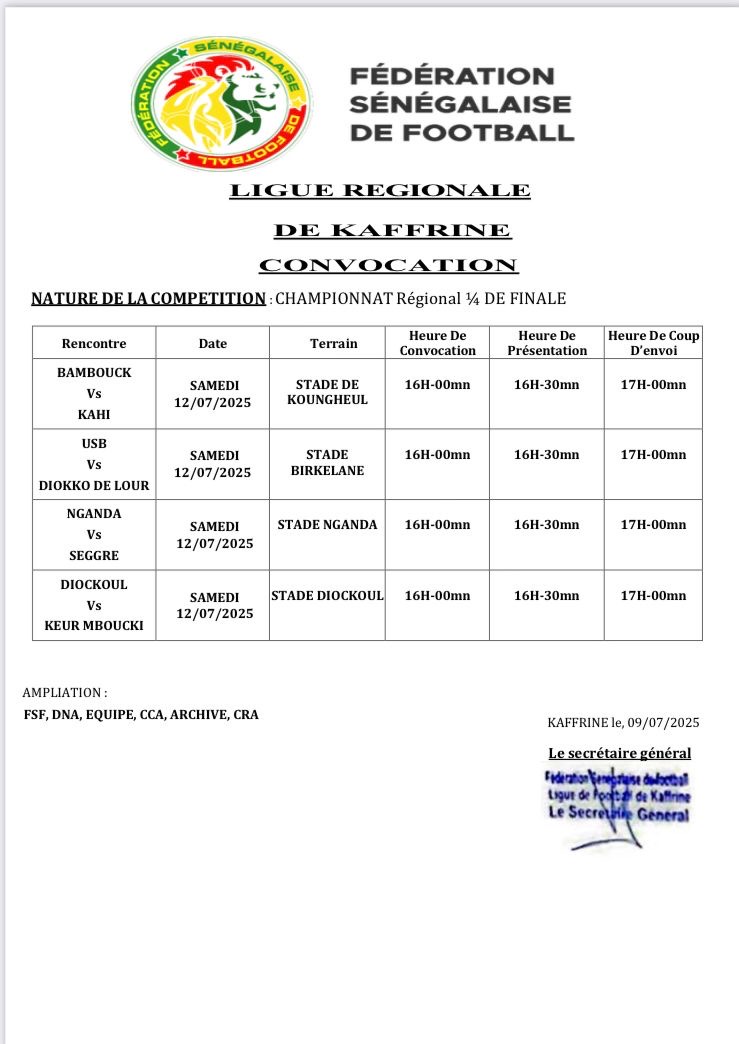 FÉDÉRATION SÉNÉGALAISE DE FOOTBALL
FÉDÉRATION
SÉNÉGALAISE
DE FOOTBALL
LIGUE REGIONALE
DE KAFFRINE
CONVOCATION
NATURE DE LA COMPETITION : CHAMPIONNAT Régional ¼ DE FINALE
Rencontre Date Terrain Heure De Convocation Heure De Présentation Heure De Coup D'envoi
BAMBOUCK
Vs
KAHI
SAMEDI
12/07/2025
STADE DE
KOUNGHEUL
16H-00mn 16H-30mn 17H-00mn
USB
Vs
DIOKKO DE LOUR
SAMEDI
12/07/2025
STADE
BIRKELANE
16H-00mn 16H-30mn 17H-00mn
NGANDA
Vs
SEGGRE
SAMEDI
12/07/2025
STADE NGANDA
16H-00mn 16H-30mn 17H-00mn
DIOCKOUL
Vs
KEUR MBOUCKI
SAMEDI
12/07/2025
STADE DIOCKOUL
16H-00mn 16H-30mn 17H-00mn
AMPLIATION :
FSF, DNA, EQUIPE, CCA, ARCHIVE, CRA
KAFFRINE le, 09/07/2025
Le secrétaire général
Fédération Sénégalaise de football
Ligue de Football de Kaffrine
Le Secretaire General